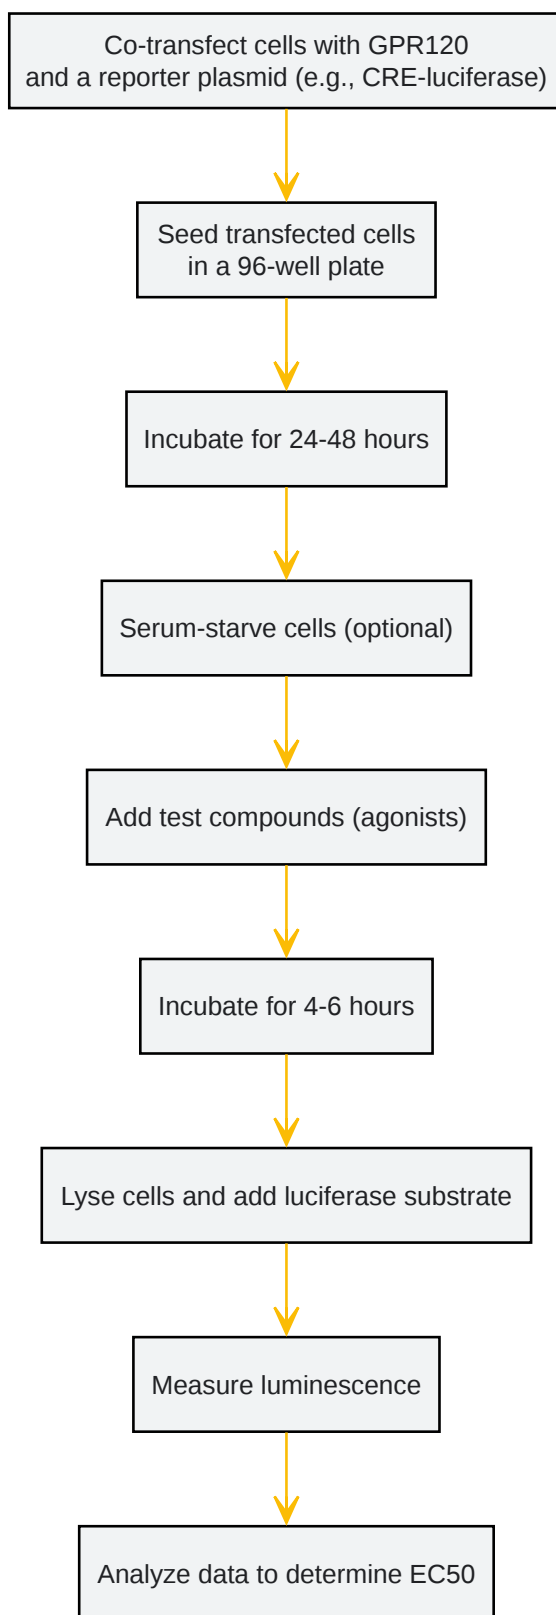 Co-transfect cells with GPR120
and a reporter plasmid (e.g., CRE-luciferase)
Seed transfected cells
in a 96-well plate
Incubate for 24-48 hours
Serum-starve cells (optional)
Add test compounds (agonists)
Incubate for 4-6 hours
Lyse cells and add luciferase substrate
Measure luminescence
Analyze data to determine EC50